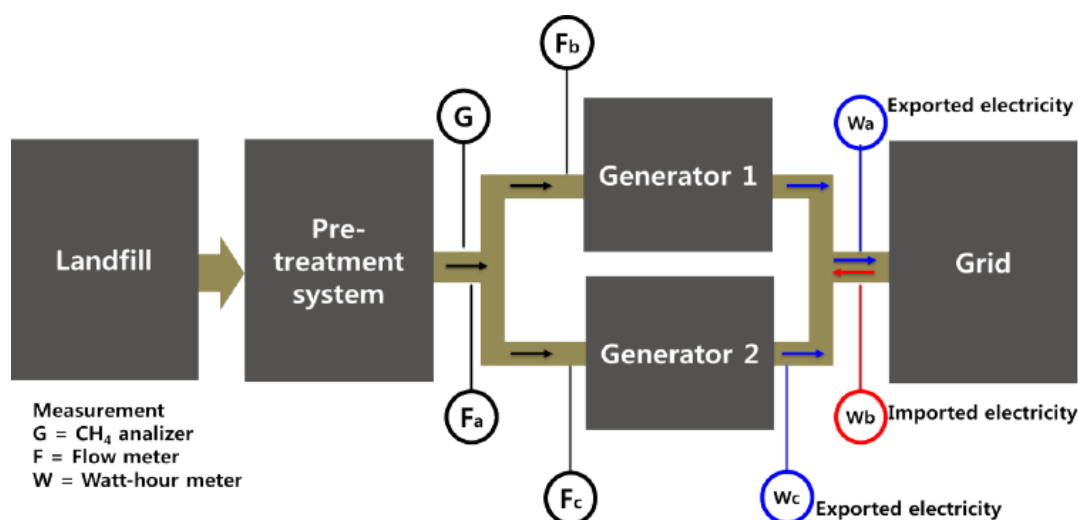 Fb
G
Wa
Exported electricity
Landfill
Pre-
treatment
system
Generator 1
Generator 2
Grid
Fa
Wb
Imported electricity
Fc
Wc
Exported electricity
Measurement
G = CH₄ analizer
F = Flow meter
W = Watt-hour meter